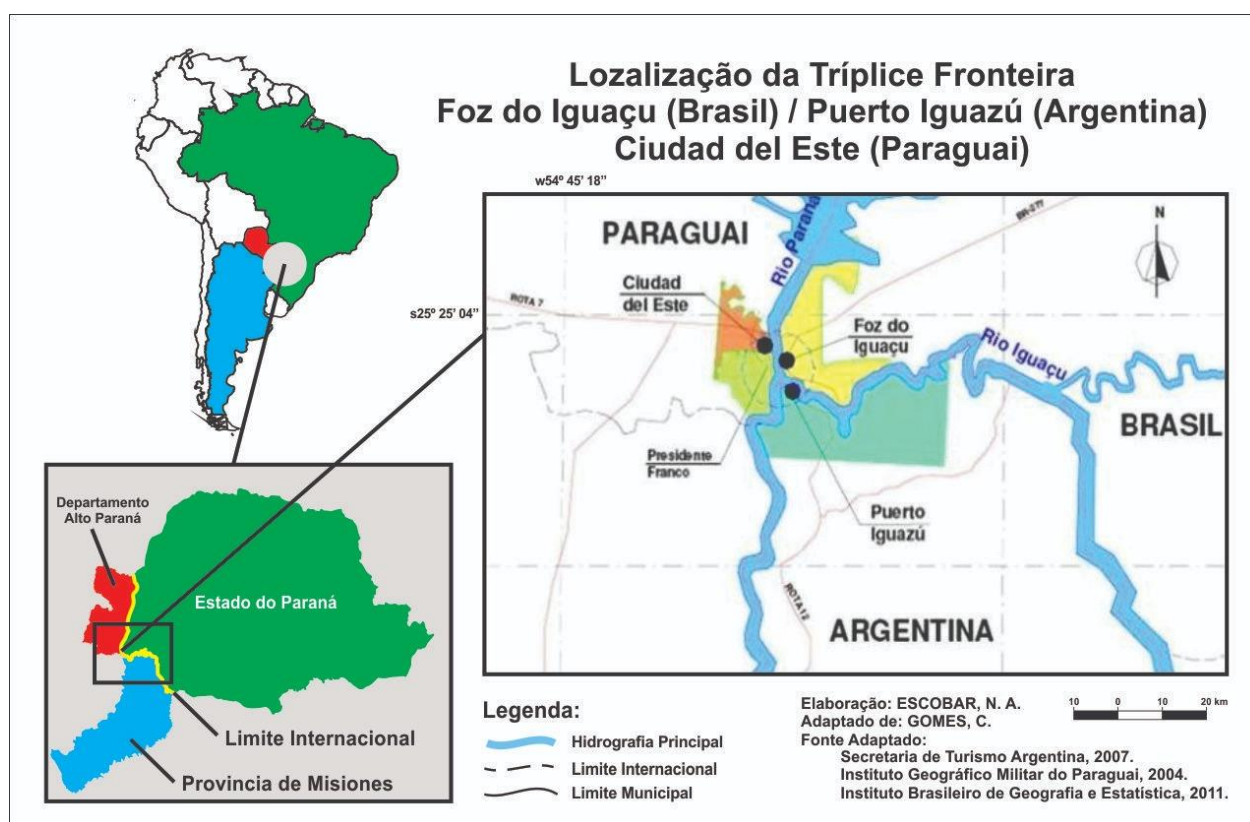 Lozalização da Tríplice Fronteira
Foz do Iguaçu (Brasil) / Puerto Iguazú (Argentina)
Ciudad del Este (Paraguai)
w54º 45' 18"
s25º 25' 04"
PARAGUAI
Rio Paraná
BR-277
N
Ciudad
del Este
ROTA 7
Foz do
Iguaçu
Rio Iguaçu
BRASIL
Presidente
Franco
Puerto
Iguazú
ROTA12
ARGENTINA
Departamento
Alto Paraná
Estado do Paraná
Limite Internacional
Provincia de Misiones
Legenda:
Hidrografia Principal
Limite Internacional
Limite Municipal
Elaboração: ESCOBAR, N. A.
Adaptado de: GOMES, C.
Fonte Adaptado:
Secretaria de Turismo Argentina, 2007.
Instituto Geográfico Militar do Paraguai, 2004.
Instituto Brasileiro de Geografia e Estatística, 2011.
10 0 10 20 km